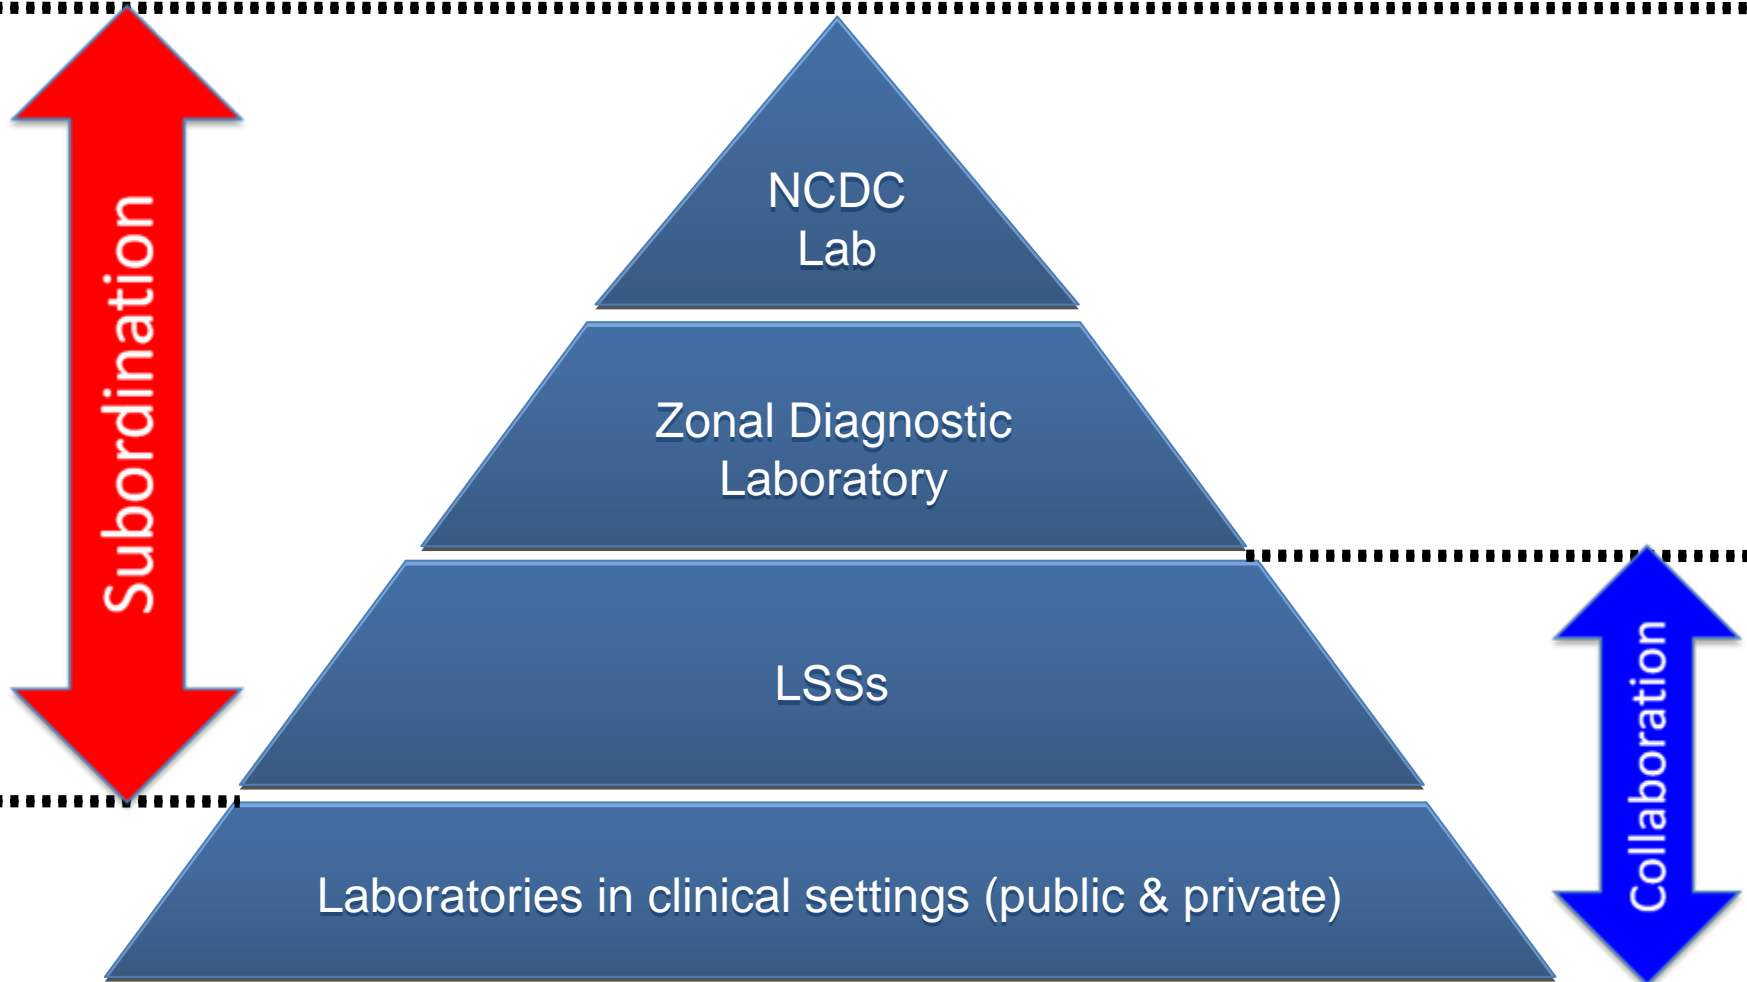 Subordination
NCDC
Lab
Zonal Diagnostic
Laboratory
LSSs
Laboratories in clinical settings (public & private)
Collaboration